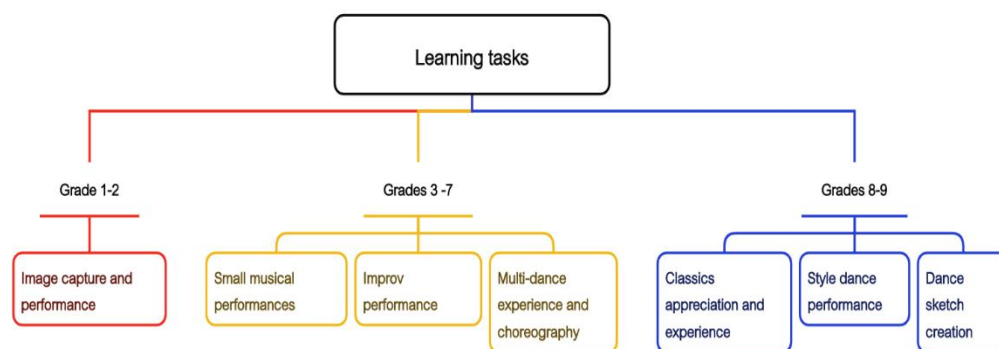 Learning tasks
Grade 1-2
Grades 3 -7
Grades 8-9
Image capture and
performance
Small musical
performances
Improv
performance
Multi-dance
experience and
choreography
Classics
appreciation and
experience
Style dance
performance
Dance
sketch
creation